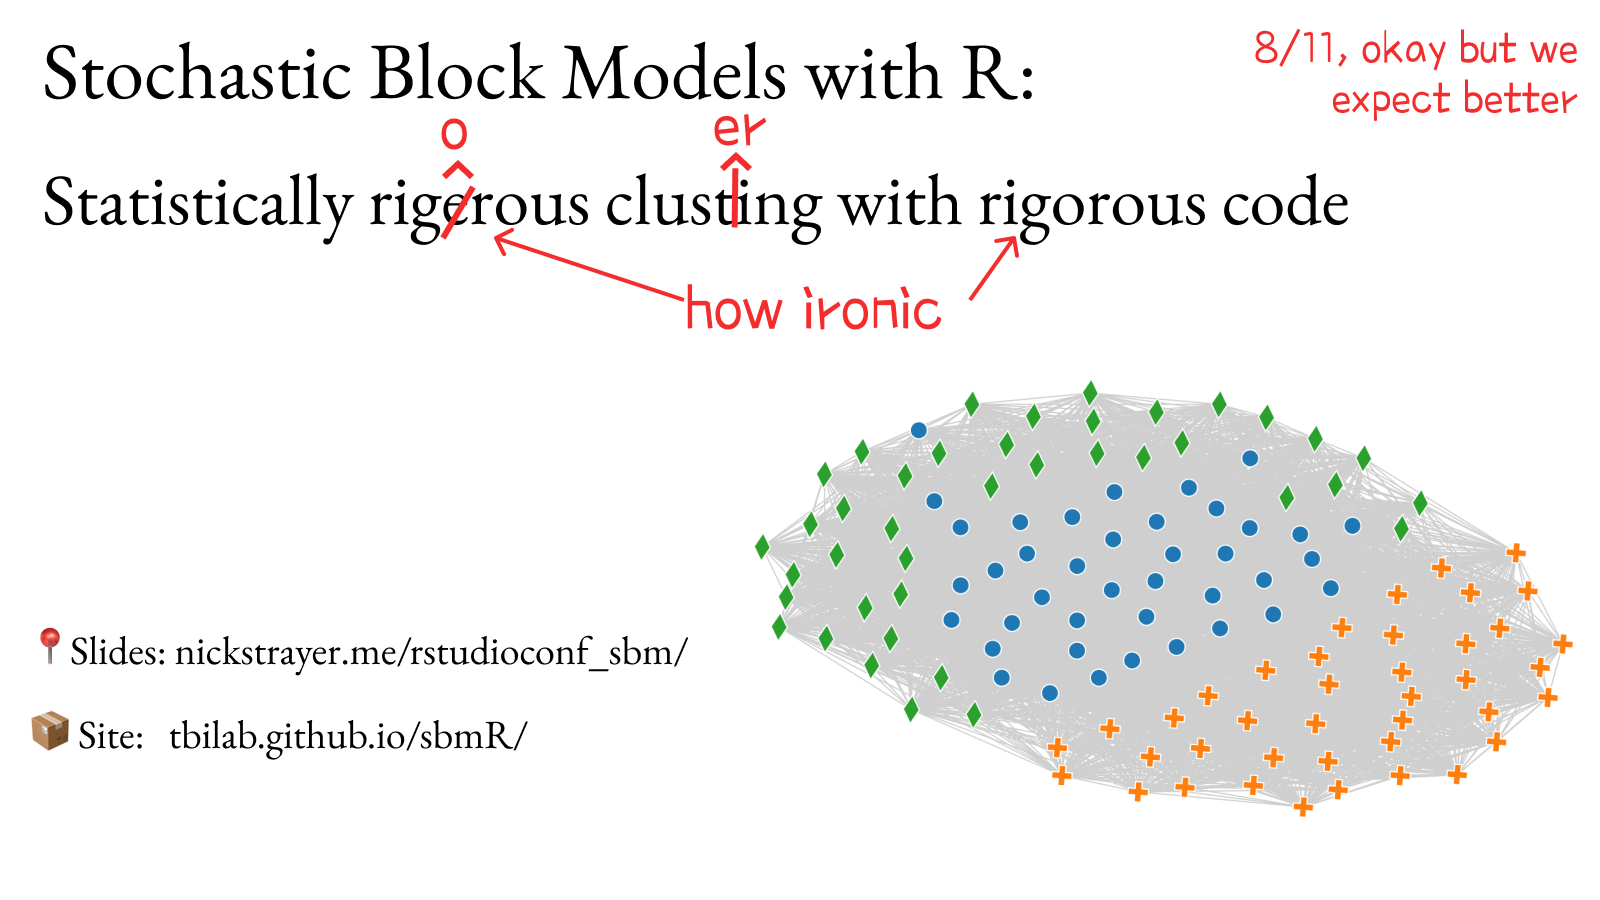 Stochastic Block Models with R:
8/11, okay but we
expect better
o
er
Statistically rigerous clusting with rigorous code
how ironic
Slides: nickstrayer.me/rstudioconf_sbm/
Site: tbilab.github.io/sbmR/